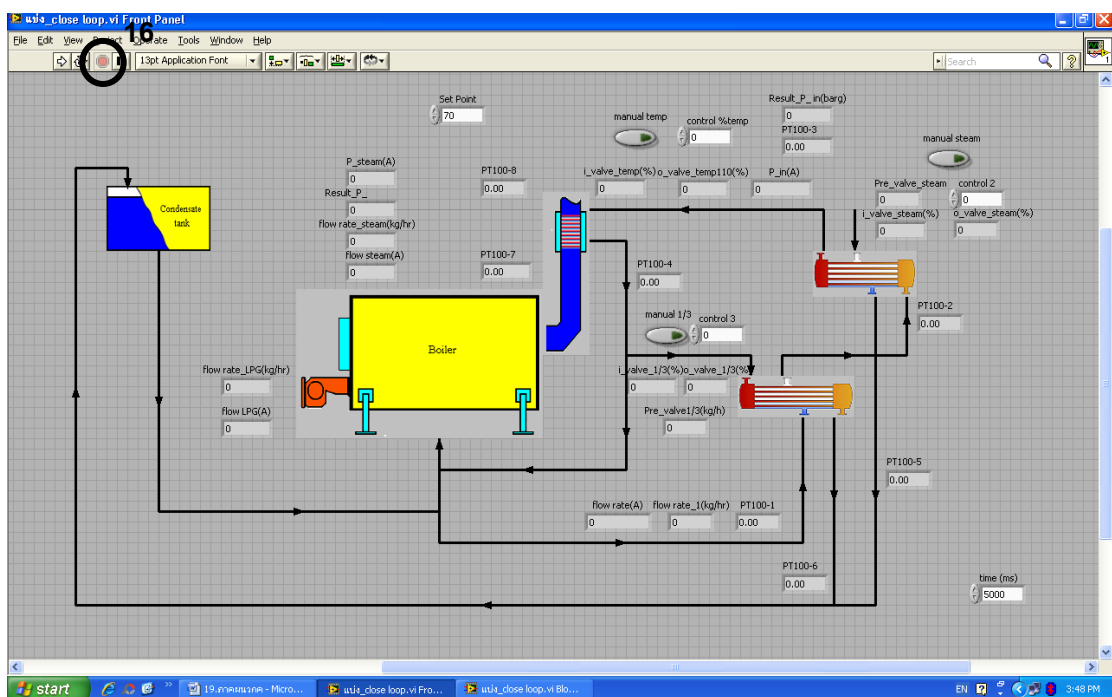 แบ่ง_close loop.vi Front Panel
16
File Edit View Project Operate Tools Window Help
13pt Application Font
Search
1
Set Point
70
Result_P_in(barg)
0
PT100-3
0.00
manual temp
control %temp
0
manual steam
P_steam(A)
0
Result_P_
0
flow rate_steam(kg/hr)
0
flow steam(A)
0
PT100-8
0.00
PT100-7
0.00
i_valve_temp(%)
0
o_valve_temp110(%)
0
P_in(A)
0
Pre_valve_steam
0
control 2
0
i_valve_steam(%)
0
o_valve_steam(%)
0
Condensate
tank
PT100-4
0.00
PT100-2
0.00
manual 1/3
control 3
0
Boiler
i_valve_1/3(%)
0
o_valve_1/3(%)
0
Pre_valve1/3(kg/h)
0
flow rate_LPG(kg/hr)
0
flow LPG(A)
0
PT100-5
0.00
flow rate(A)
0
flow rate_1(kg/hr)
0
PT100-1
0.00
PT100-6
0.00
time (ms)
5000
start
19.ภาคผนวกค - Micro...
แบ่ง_close loop.vi Fro...
แบ่ง_close loop.vi Blo...
EN
3:48 PM